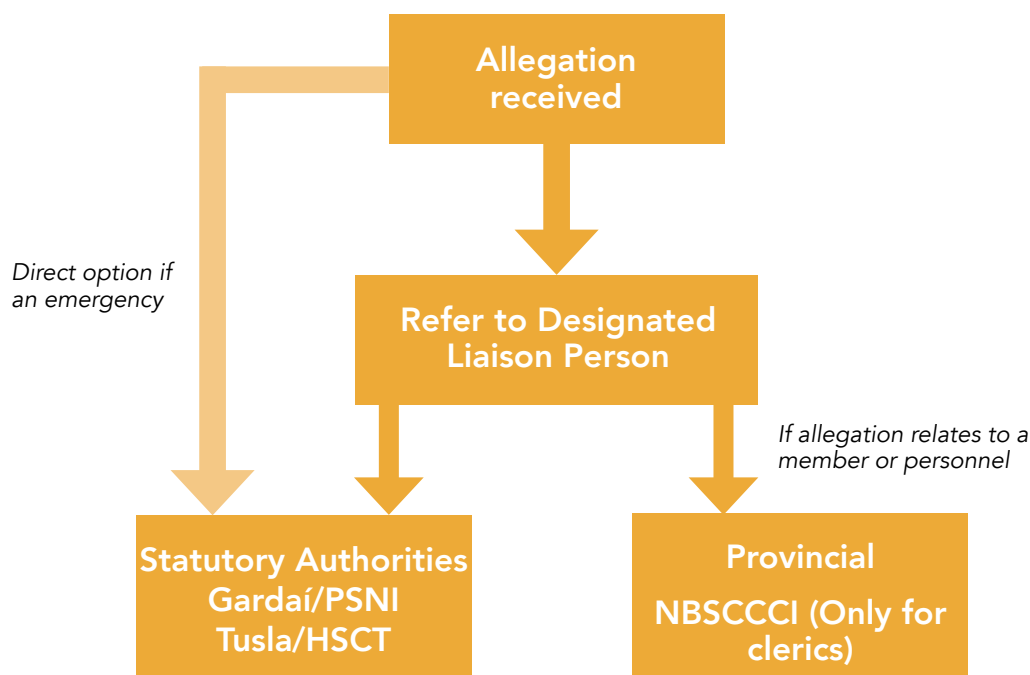 Allegation
received
Direct option if
an emergency
Refer to Designated
Liaison Person
If allegation relates to a
member or personnel
Statutory Authorities
Gardaí/PSNI
Tusla/HSCT
Provincial
NBSCCCI (Only for
clerics)